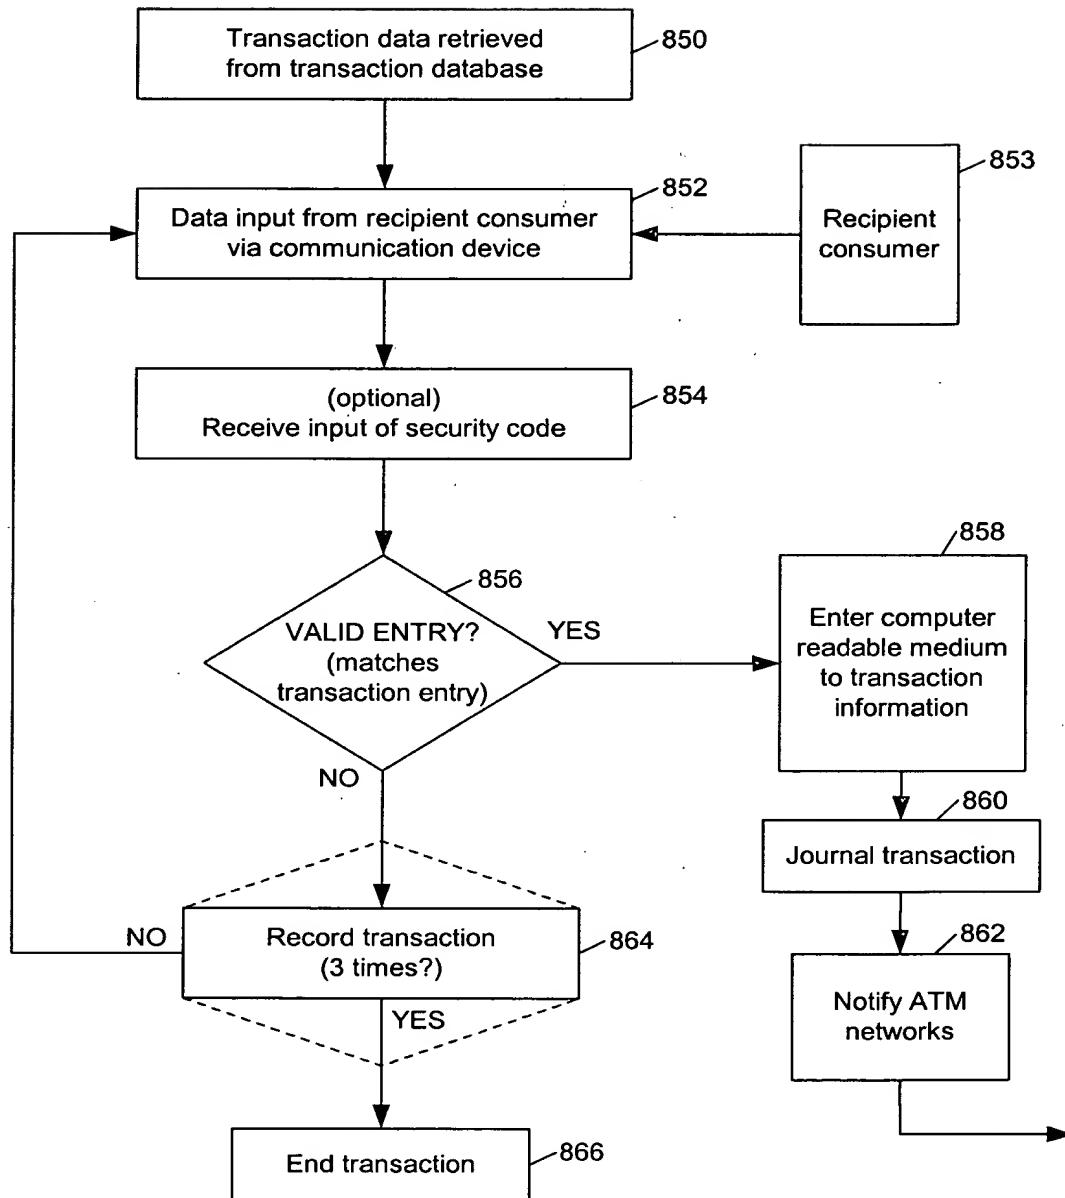 Transaction data retrieved
from transaction database
850
853
852
Data input from recipient consumer
via communication device
Recipient
consumer
(optional)
Receive input of security code
854
858
856
VALID ENTRY?
(matches
transaction entry)
YES
Enter computer
readable medium
to transaction
information
NO
860
Journal transaction
NO
Record transaction
(3 times?)
864
862
YES
Notify ATM
networks
End transaction
866